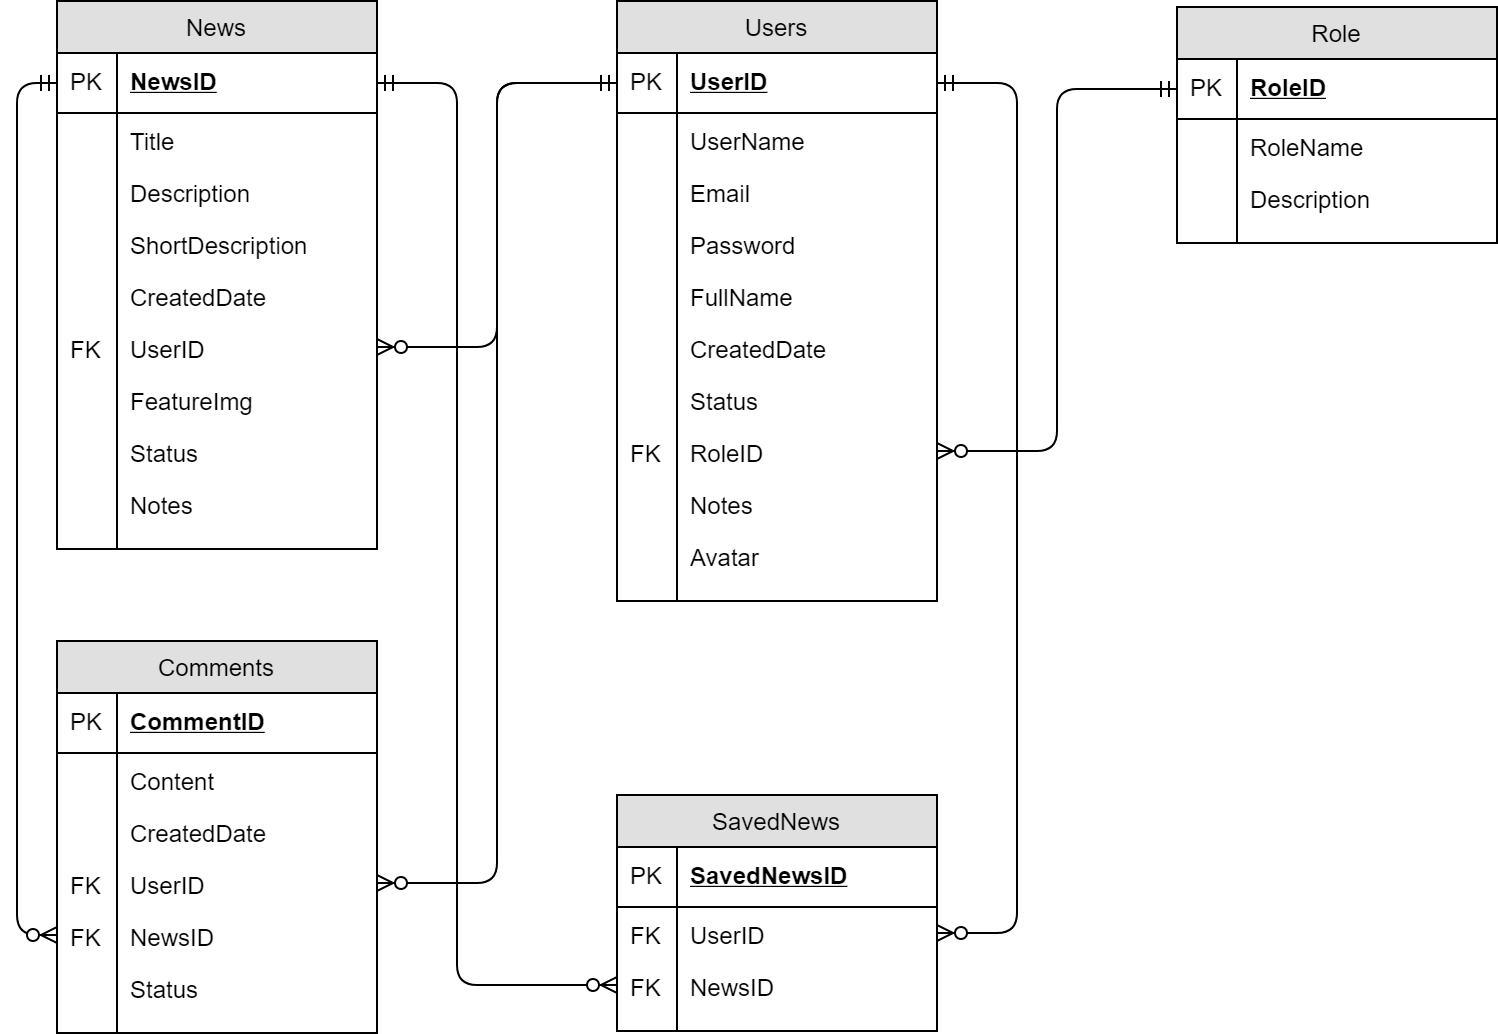 News
PK NewsID
Title
Description
ShortDescription
CreatedDate
FK UserID
FeatureImg
Status
Notes
Users
PK UserID
UserName
Email
Password
FullName
CreatedDate
Status
FK RoleID
Notes
Avatar
Role
PK RoleID
RoleName
Description
Comments
PK CommentID
Content
CreatedDate
FK UserID
FK NewsID
Status
SavedNews
PK SavedNewsID
FK UserID
FK NewsID